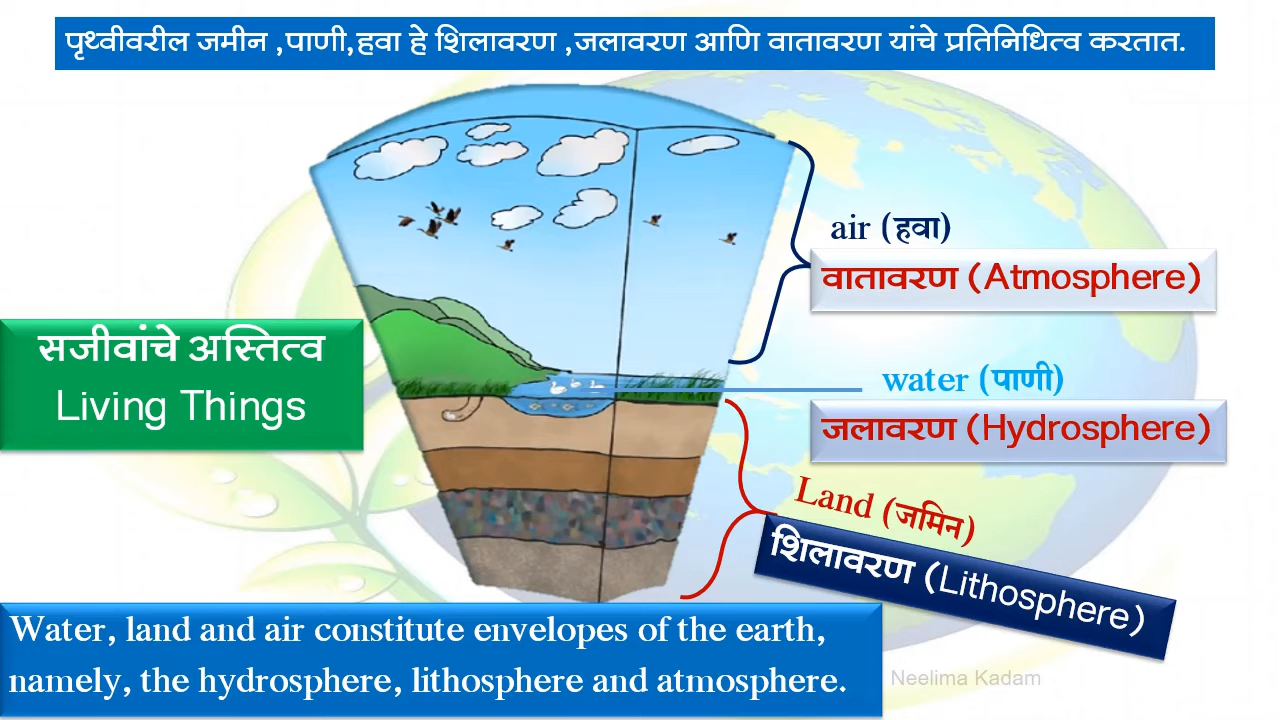 पृथ्वीवरील जमीन ,पाणी,हवा हे शिलावरण ,जलावरण आणि वातावरण यांचे प्रतिनिधित्व करतात.
air (हवा)
वातावरण (Atmosphere)
सजीवांचे अस्तित्व
Living Things
water (पाणी)
जलावरण (Hydrosphere)
Land (जमिन)
शिलावरण (Lithosphere)
Water, land and air constitute envelopes of the earth,
namely, the hydrosphere, lithosphere and atmosphere.
Neelima Kadam